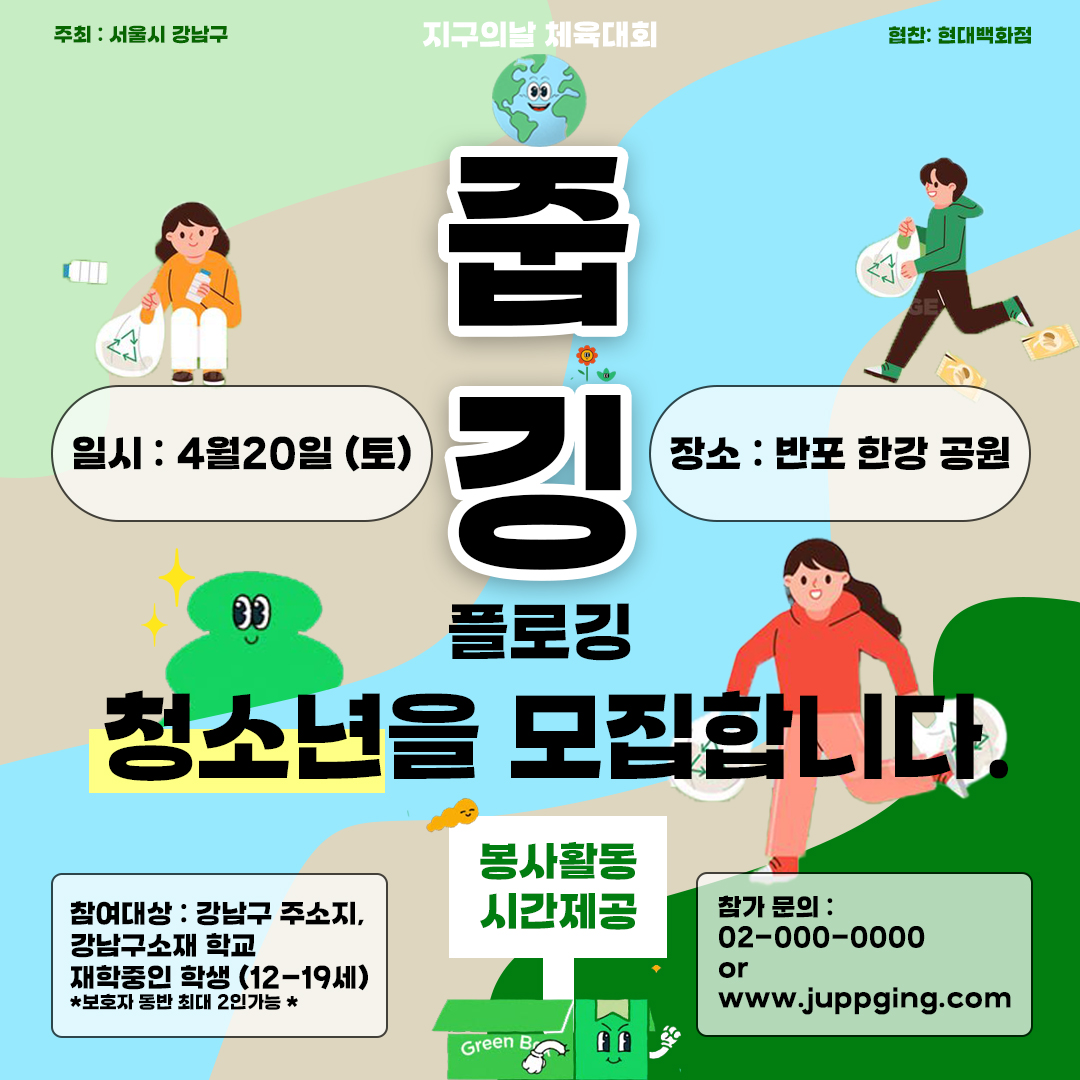 주최 : 서울시 강남구
지구의날 체육대회
협찬: 현대백화점
줍
깅
일시 : 4월20일 (토)
장소 : 반포 한강 공원
플로깅
청소년을 모집합니다.
봉사활동
시간제공
참여대상 : 강남구 주소지,
강남구소재 학교
재학중인 학생 (12-19세)
*보호자 동반 최대 2인가능 *
참가 문의 :
02-000-0000
or
www.juppging.com
Green